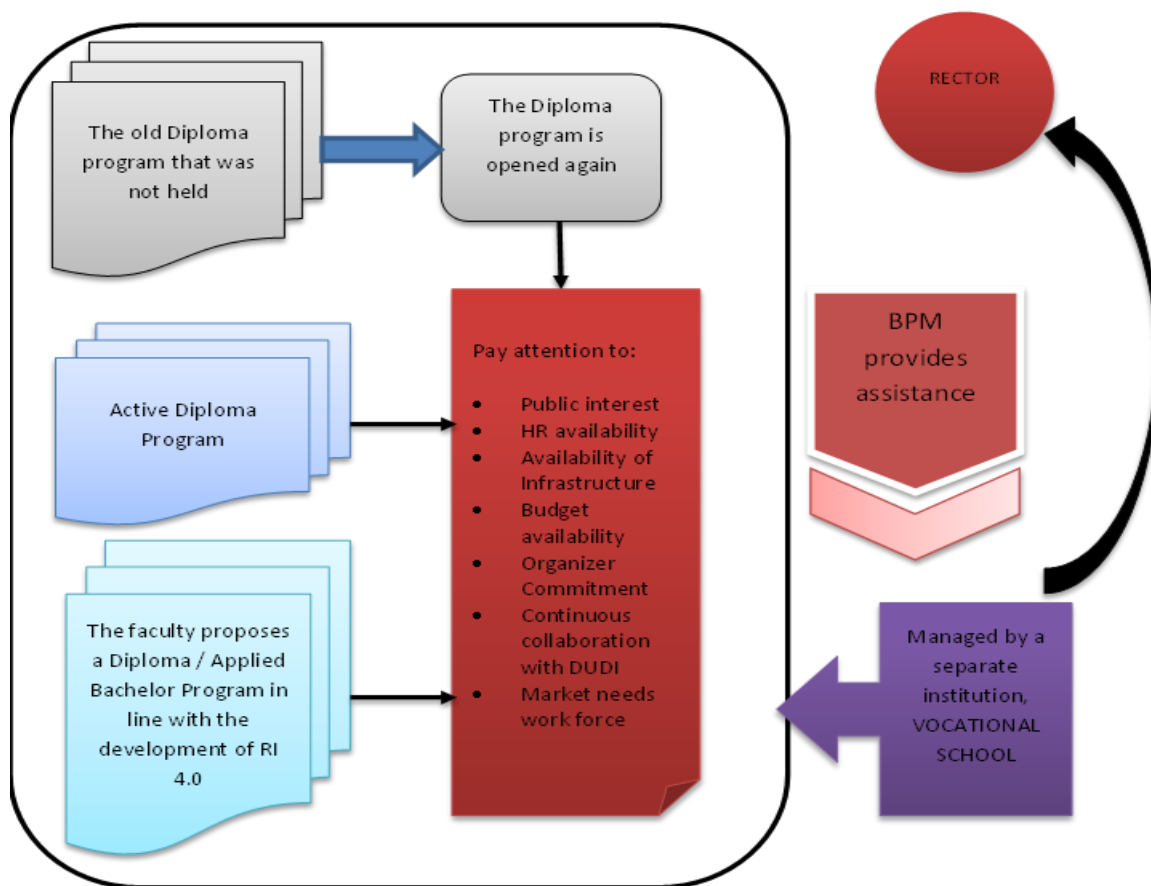 The old Diploma
program that was
not held
The Diploma
program is
opened again
RECTOR
Pay attention to:
• Public interest
• HR availability
• Availability of
Infrastructure
• Budget
availability
• Organizer
Commitment
• Continuous
collaboration
with DUDI
• Market needs
work force
BPM
provides
assistance
Active Diploma
Program
The faculty proposes
a Diploma / Applied
Bachelor Program in
line with the
development of RI
4.0
Managed by a
separate
institution,
VOCATIONAL
SCHOOL